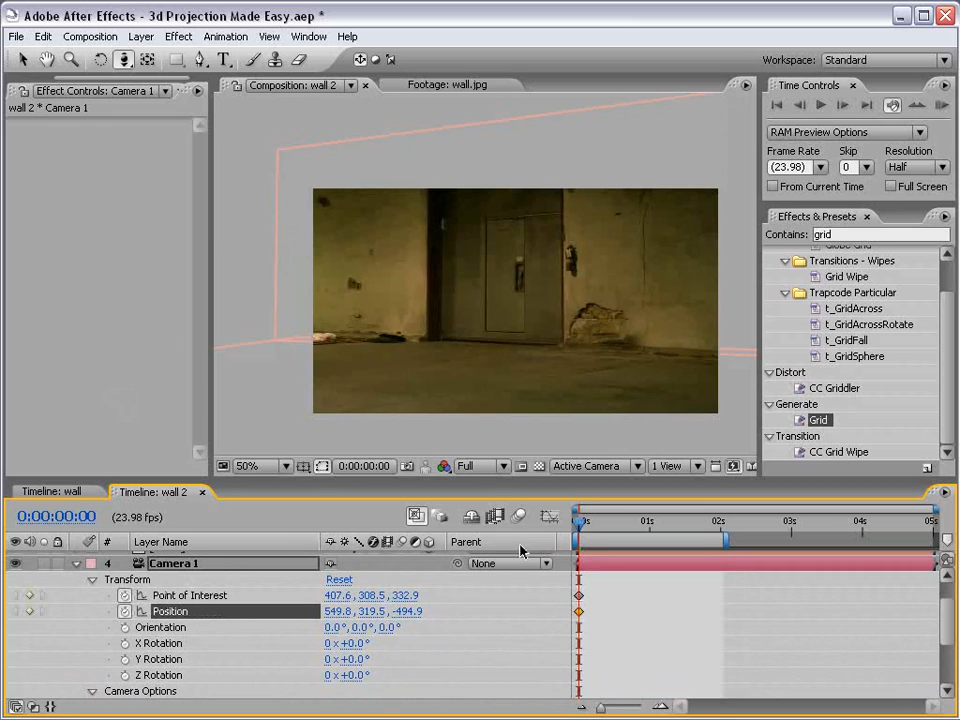 Adobe After Effects - 3d Projection Made Easy.aep *
File Edit Composition Layer Effect Animation View Window Help
Workspace: Standard
Effect Controls: Camera 1
wall 2 * Camera 1
Composition: wall 2
Footage: wall.jpg
Time Controls
RAM Preview Options
Frame Rate Skip Resolution
(23.98) 0 Half
From Current Time Full Screen
Effects & Presets
Contains: grid
Transitions - Wipes
Grid Wipe
Trapcode Particular
t_GridAcross
t_GridAcrossRotate
t_GridFall
t_GridSphere
Distort
CC Griddler
Generate
Grid
Transition
CC Grid Wipe
50% 0:00:00:00 Full Active Camera 1 View
Timeline: wall Timeline: wall 2
0:00:00:00 (23.98 fps)
01s 02s 03s 04s 05s
# Layer Name Parent
4 Camera 1 None
Transform Reset
Point of Interest 407.6, 308.5, 332.9
Position 549.8, 319.5, -494.9
Orientation 0.0°, 0.0°, 0.0°
X Rotation 0 x +0.0°
Y Rotation 0 x +0.0°
Z Rotation 0 x +0.0°
Camera Options